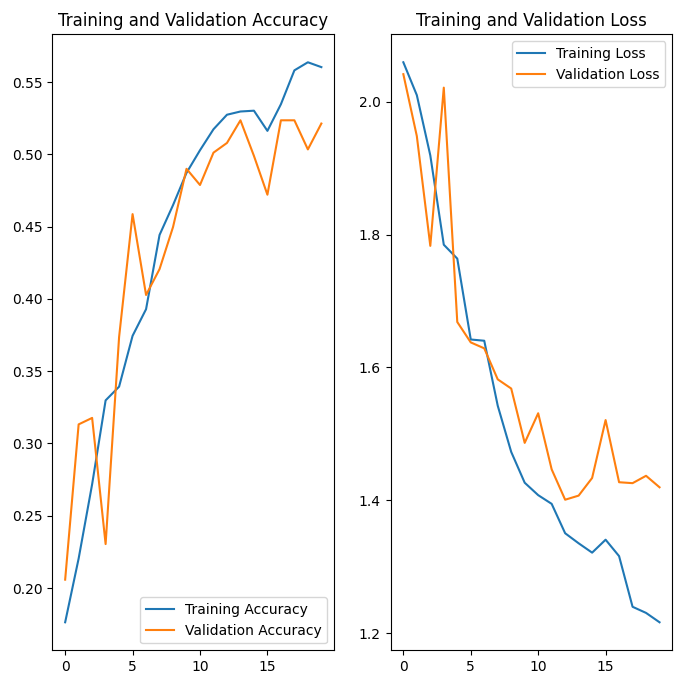 Training and Validation Accuracy
0.55
0.50
0.45
0.40
0.35
0.30
0.25
0.20
Training Accuracy
Validation Accuracy
0 5 10 15
Training and Validation Loss
Training Loss
Validation Loss
2.0
1.8
1.6
1.4
1.2
0 5 10 15